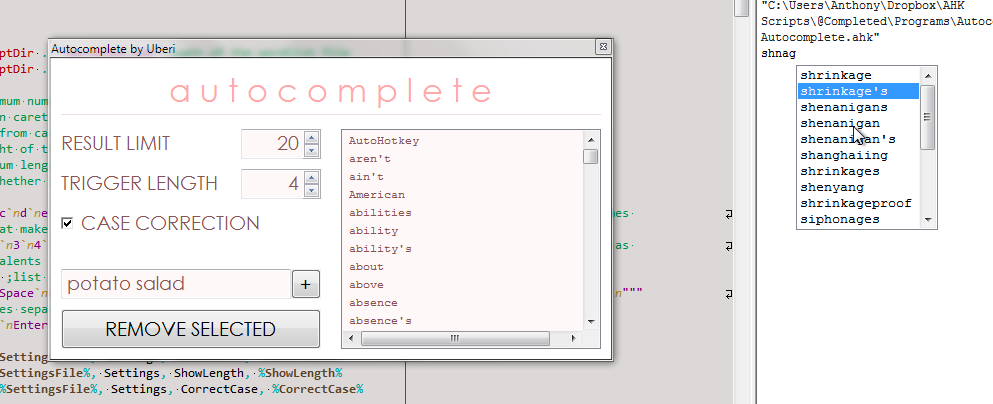 "C:\Users\Anthony\Dropbox\AHK
Scripts\@Completed\Programs\Autoc
Autocomplete.ahk"
shnag
shrinkage
shrinkage's
shenanigans
shenanigan
shenanigan's
shanghaiing
shrinkages
shenyang
shrinkageproof
siphonages
Autocomplete by Uberi
autocomplete
RESULT LIMIT
20
TRIGGER LENGTH
4
CASE CORRECTION
potato salad
+
REMOVE SELECTED
AutoHotkey
aren't
ain't
American
abilities
ability
ability's
about
above
absence
absence's
ptDir
ptDir
mum num
n caret
from ca
ght of t
um leng
hether
c`nd`ne
es
at make
`n3`n4`
as
alents
;list
Space`n
\n"""
es sepa
`nEnter
Setting
SettingsFile%, Settings, ShowLength, %ShowLength%
%SettingsFile%, Settings, CorrectCase, %CorrectCase%